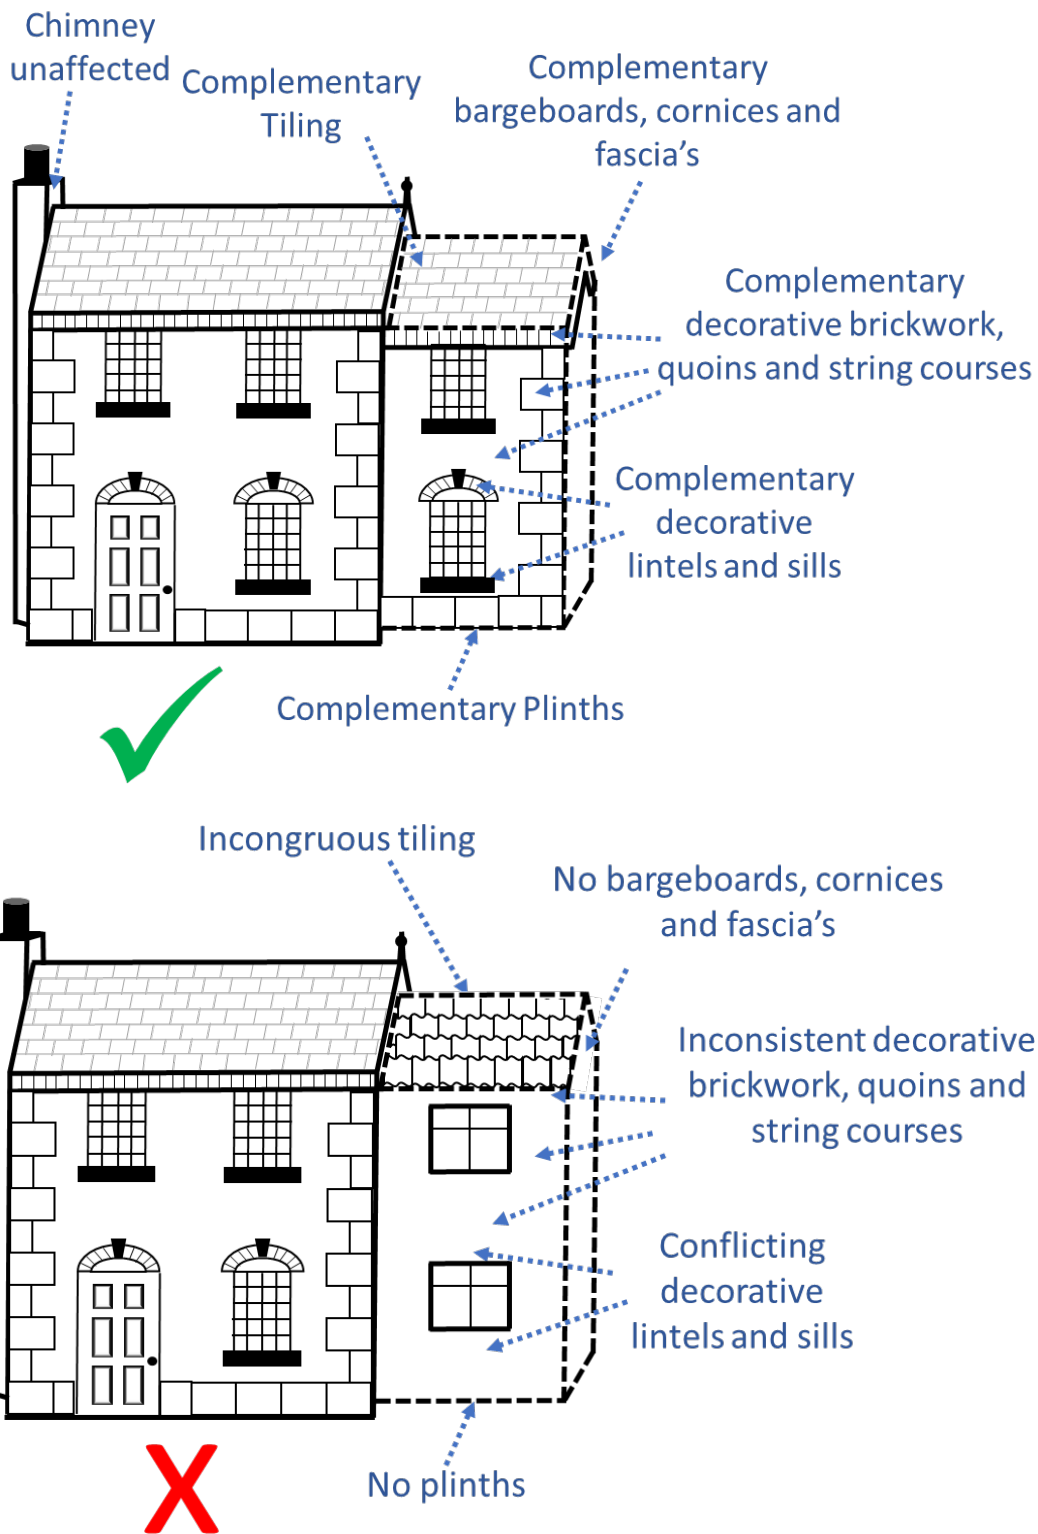 Chimney
unaffected
Complementary
Tiling
Complementary
bargeboards, cornices and
fascia's
Complementary
decorative brickwork,
quoins and string courses
Complementary
decorative
lintels and sills
Complementary Plinths
Incongruous tiling
No bargeboards, cornices
and fascia's
Inconsistent decorative
brickwork, quoins and
string courses
Conflicting
decorative
lintels and sills
No plinths